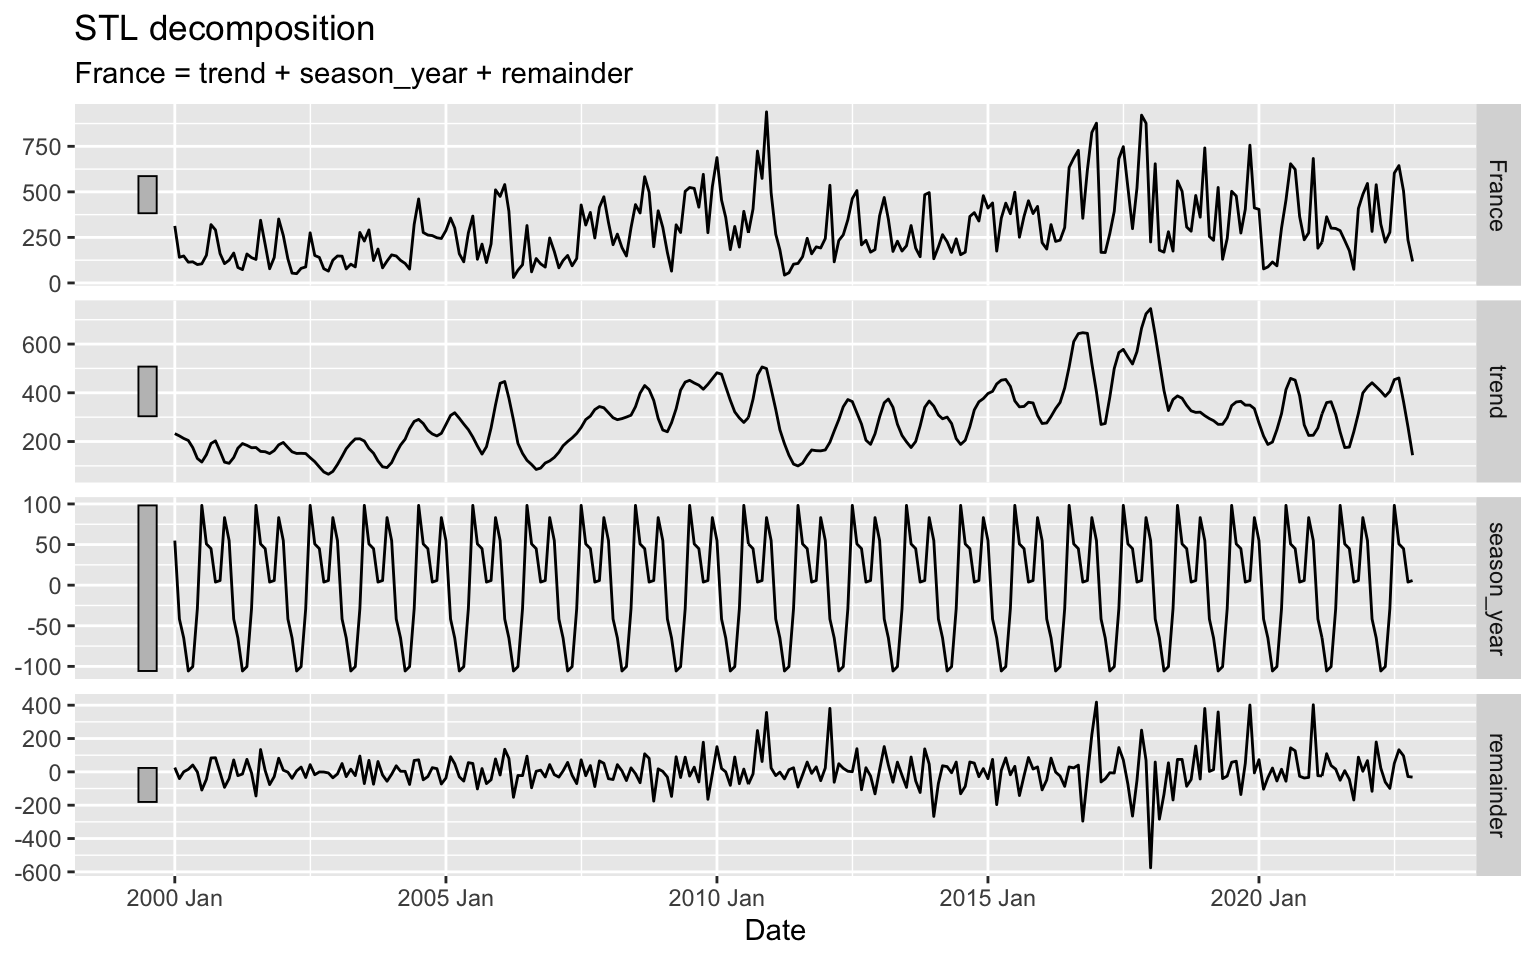 STL decomposition
France = trend + season_year + remainder
750
500
250
0
France
600
400
200
trend
100
50
0
-50
-100
season_year
400
200
0
-200
-400
-600
remainder
2000 Jan 2005 Jan 2010 Jan 2015 Jan 2020 Jan
Date